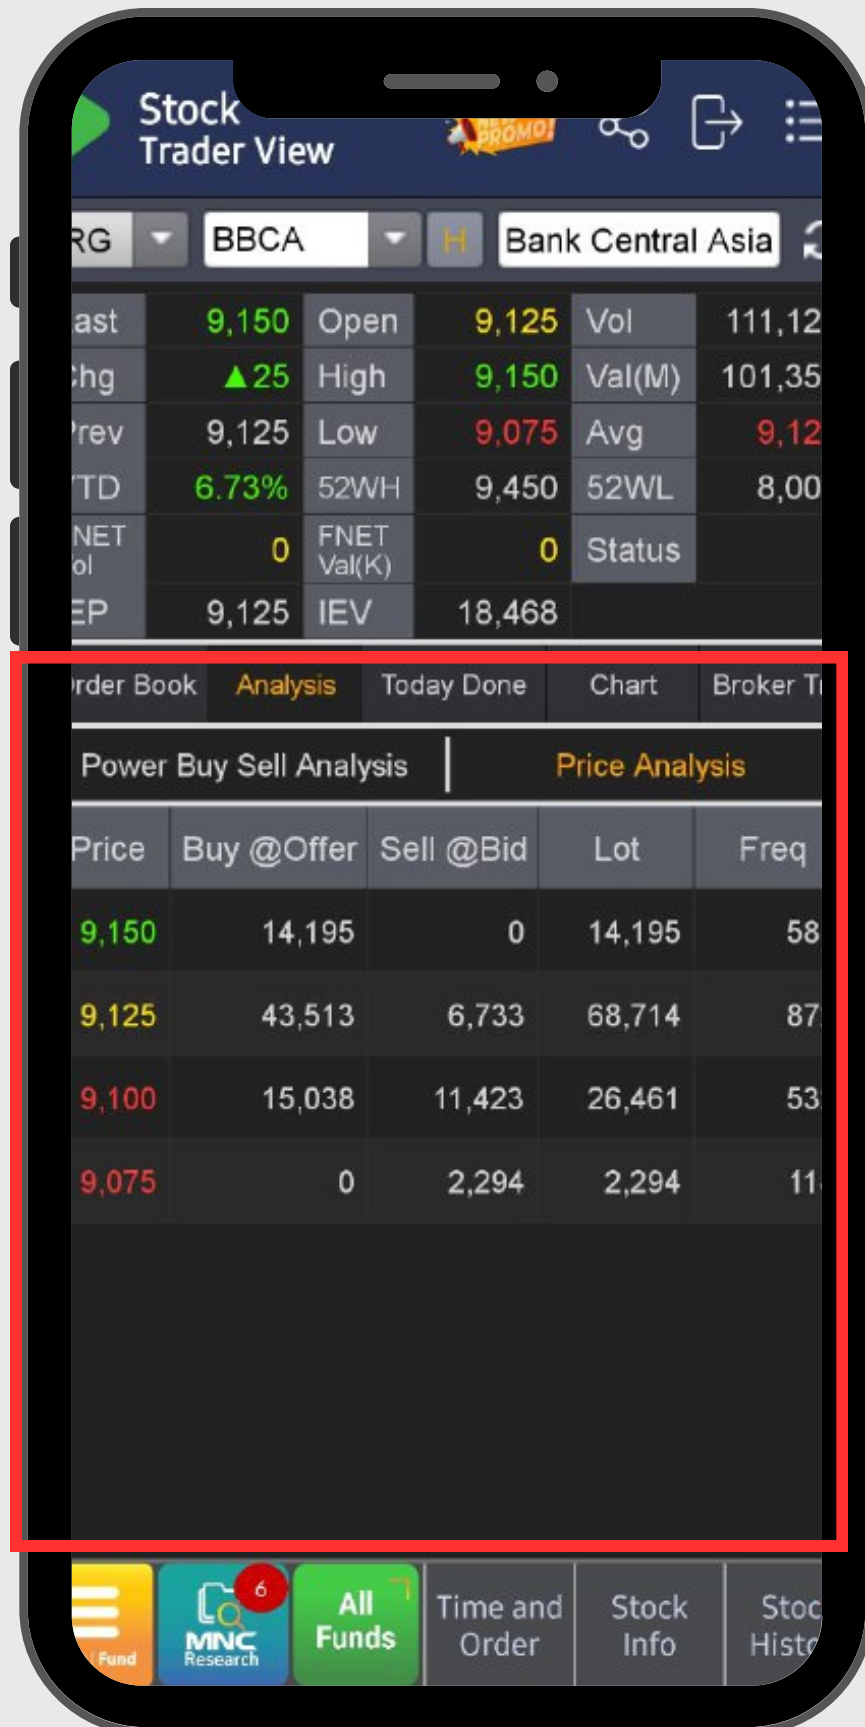 Stock
Trader View
PROMO!
RG BBCA H Bank Central Asia
ast 9,150 Open 9,125 Vol 111,12
hg ▲25 High 9,150 Val(M) 101,35
rev 9,125 Low 9,075 Avg 9,12
TD 6.73% 52WH 9,450 52WL 8,00
NET
ol 0 FNET
Val(K) 0 Status
EP 9,125 IEV 18,468
rder Book Analysis Today Done Chart Broker Tr
Power Buy Sell Analysis Price Analysis
Price Buy @Offer Sell @Bid Lot Freq
9,150 14,195 0 14,195 58
9,125 43,513 6,733 68,714 87
9,100 15,038 11,423 26,461 53
9,075 0 2,294 2,294 11
Fund
6
MNC
Research
All
Funds
Time and
Order
Stock
Info
Stoc
Histo